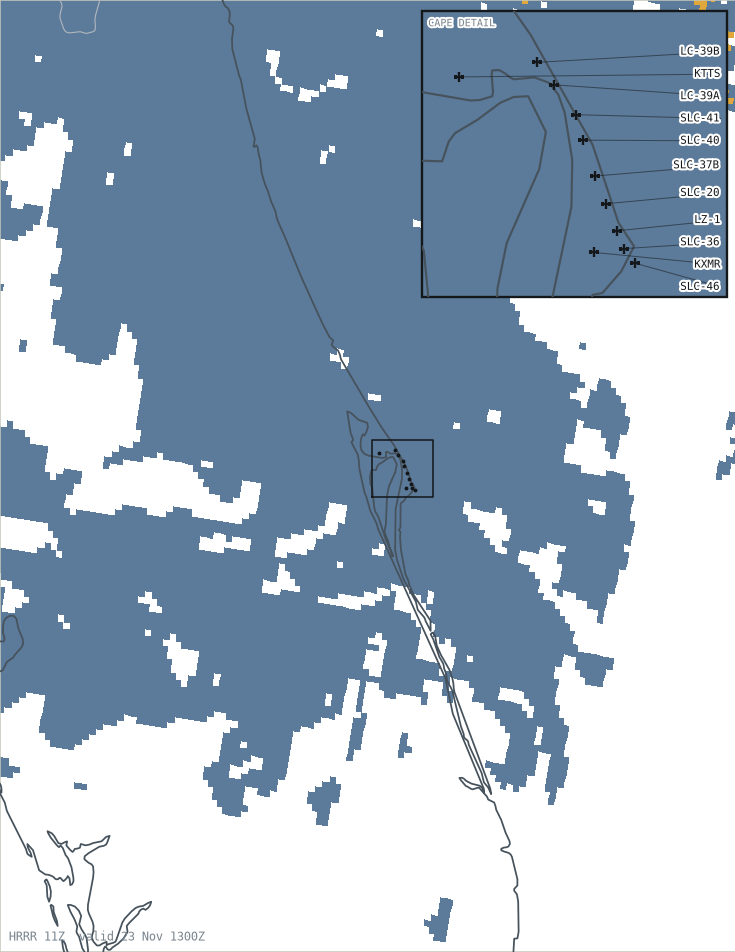 CAPE DETAIL
LC-39B
KTTS
LC-39A
SLC-41
SLC-40
SLC-37B
SLC-20
LZ-1
SLC-36
KXMR
SLC-46
HRRR 11Z valid 23 Nov 1300Z